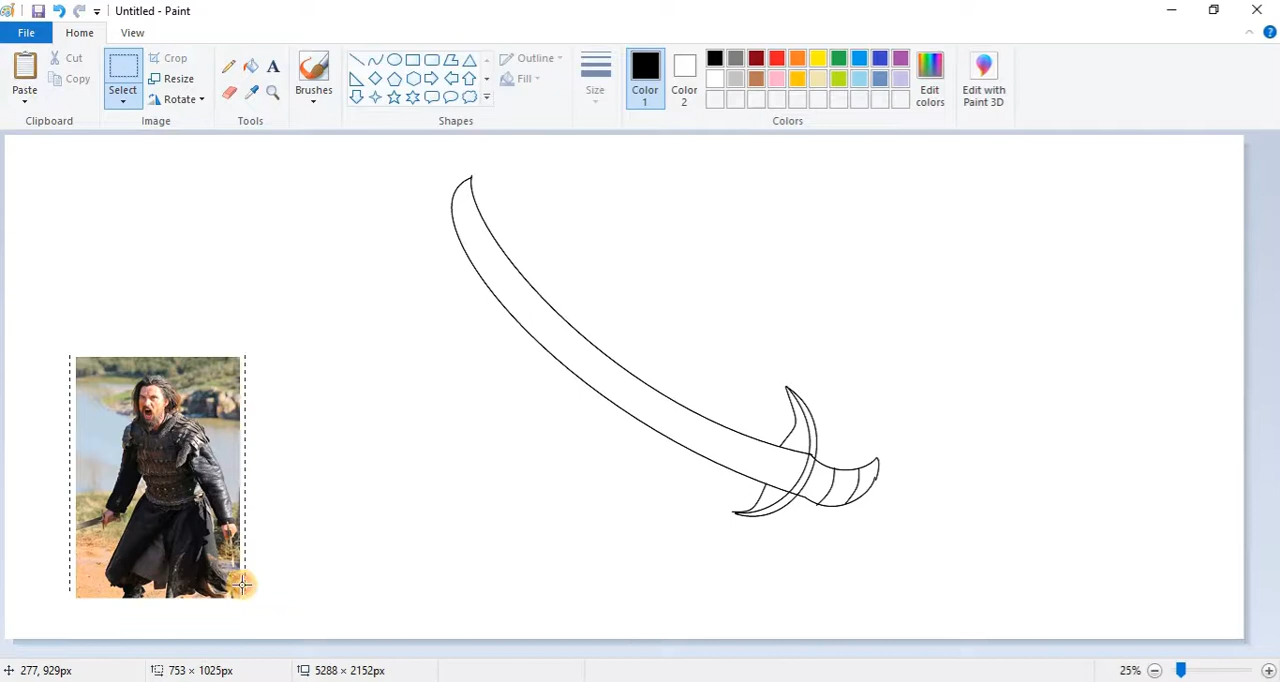 Untitled - Paint
File Home View
Paste Cut Copy Select Crop Resize Rotate A Brushes Outline Fill Size Color 1 Color 2 Edit colors Edit with Paint 3D
Clipboard Image Tools Shapes Colors
277, 929px 753 × 1025px 5288 × 2152px 25%